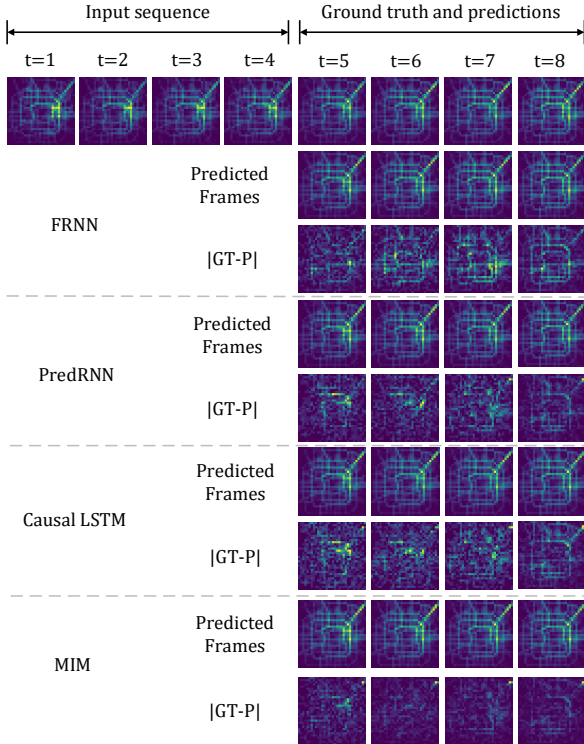 Input sequence
Ground truth and predictions
t=1 t=2 t=3 t=4 t=5 t=6 t=7 t=8
Predicted
Frames
FRNN
|GT-P|
Predicted
Frames
PredRNN
|GT-P|
Predicted
Frames
Causal LSTM
|GT-P|
Predicted
Frames
MIM
|GT-P|